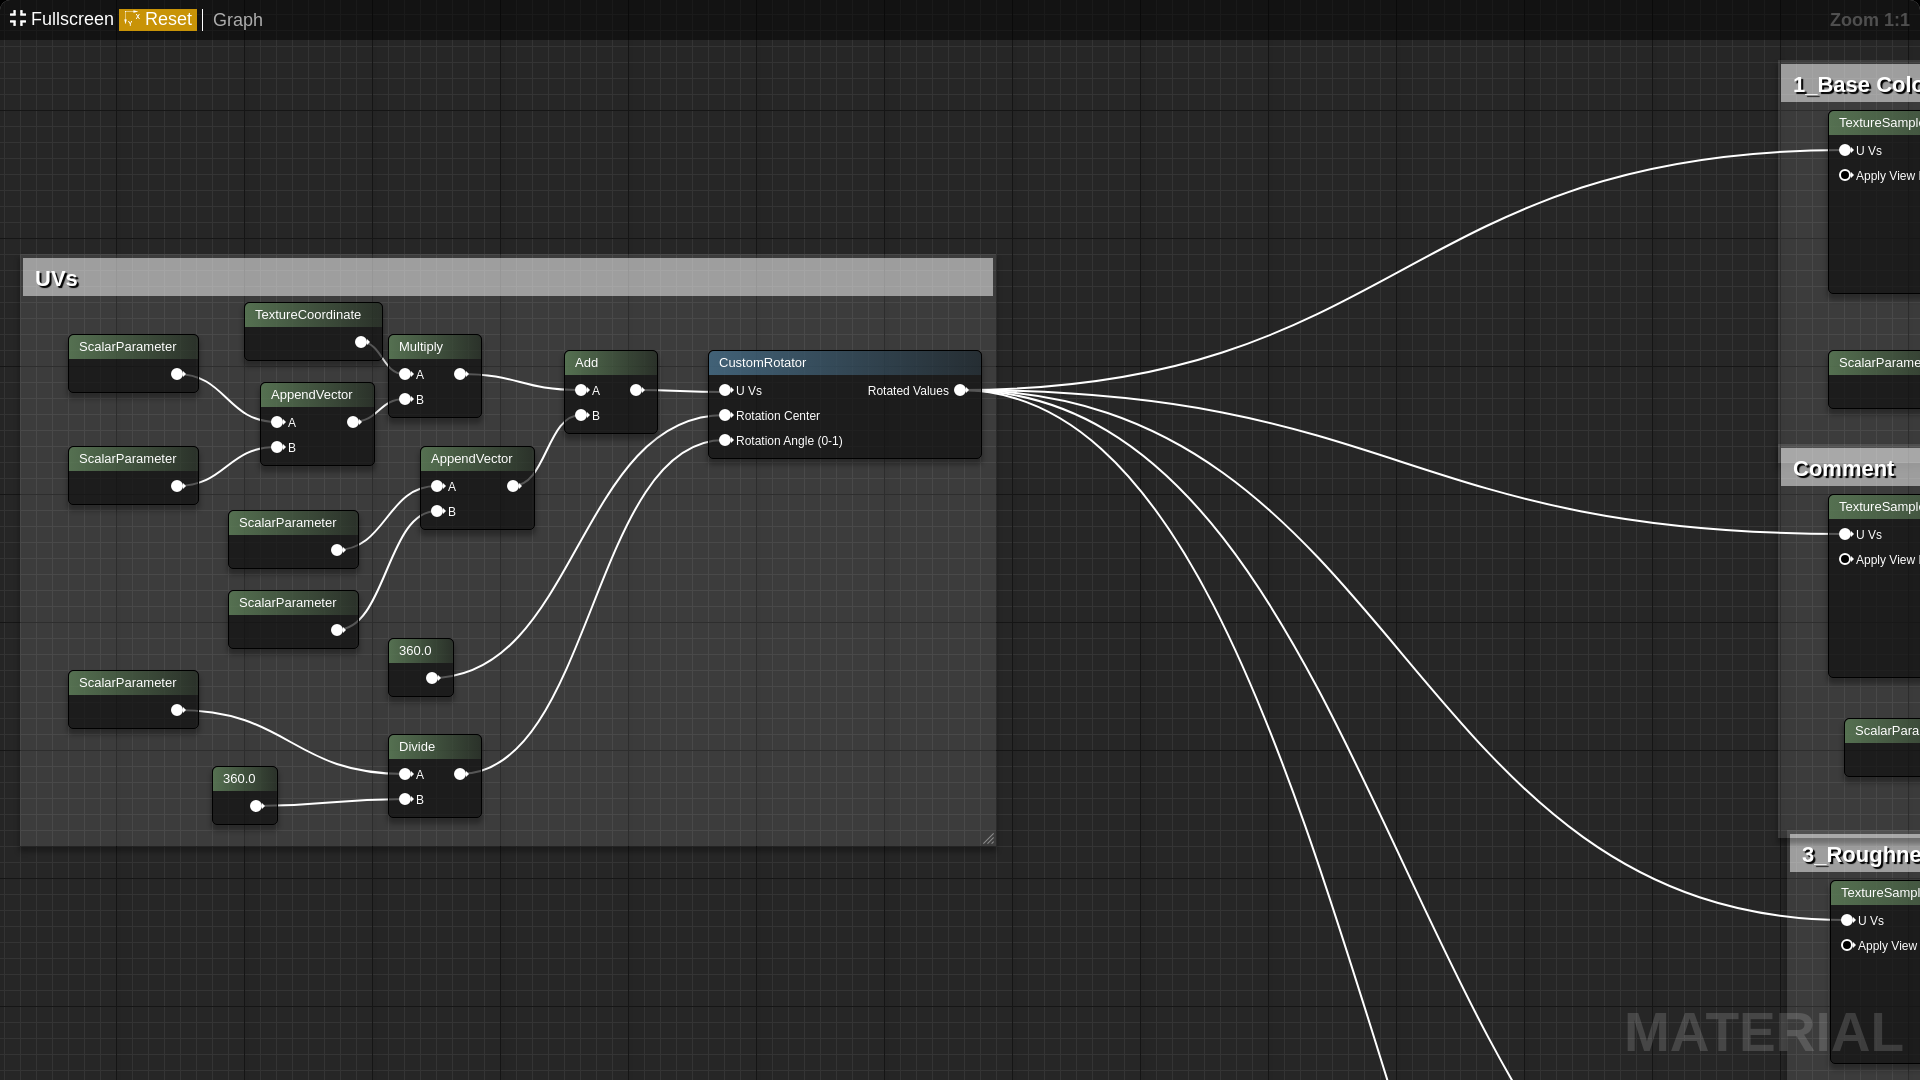 Fullscreen Reset Graph
Zoom 1:1
UVs
TextureCoordinate
ScalarParameter
Multiply
A
B
AppendVector
A
B
ScalarParameter
Add
A
B
CustomRotator
U Vs
Rotated Values
Rotation Center
Rotation Angle (0-1)
AppendVector
A
B
ScalarParameter
ScalarParameter
360.0
ScalarParameter
Divide
A
B
360.0
1_Base Colo
TextureSample
U Vs
Apply View
ScalarParame
Comment
TextureSample
U Vs
Apply View
ScalarPara
3_Roughne
TextureSampl
U Vs
Apply View
MATERIAL